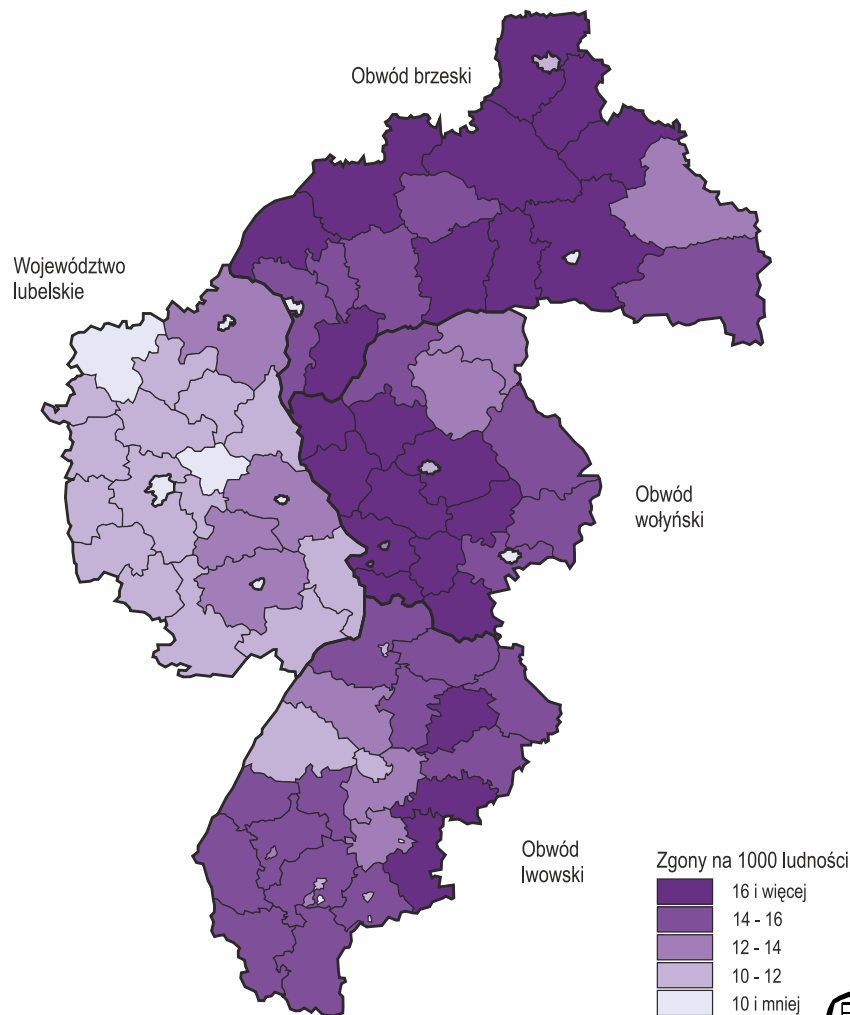 Obwód brzeski
Województwo
lubelskie
Obwód
wołyński
Obwód
lwowski
Zgony na 1000 ludności
16 i więcej
14 - 16
12 - 14
10 - 12
10 i mniej